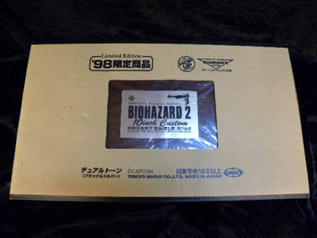 Limited Edition
'98限定商品
BIOHAZARD 2
10inch Custom
DESERT EAGLE .50AE
デュアルトーン
(ブラック&シルバー)
©CAPCOM
対象年令18才以上
TOKYO MARUI CO.,LTD. MADE IN JAPAN